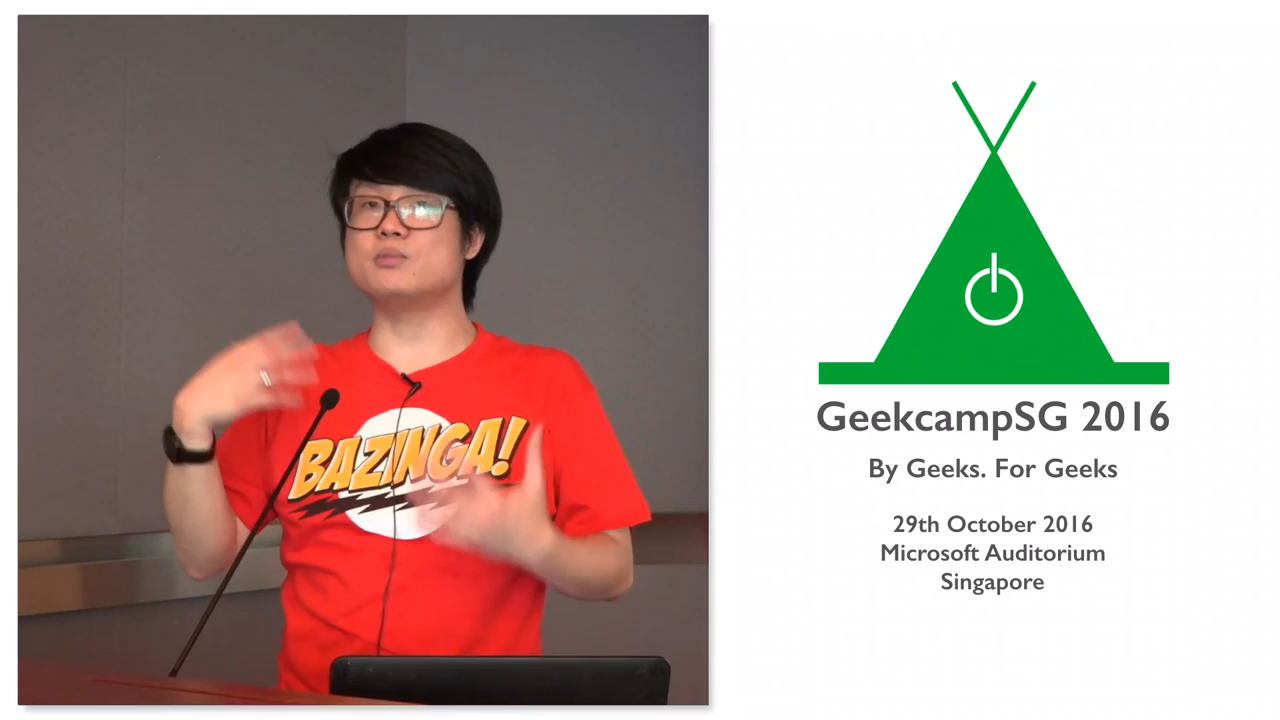 BAZINGA!
GeekcampSG 2016
By Geeks. For Geeks
29th October 2016
Microsoft Auditorium
Singapore